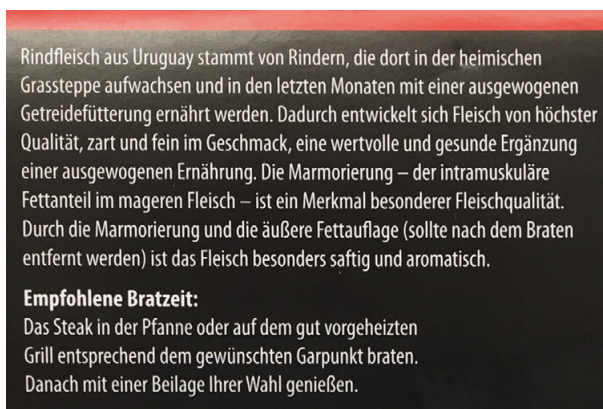 Rindfleisch aus Uruguay stammt von Rindern, die dort in der heimischen
Grassteppe aufwachsen und in den letzten Monaten mit einer ausgewogenen
Getreidefütterung ernährt werden. Dadurch entwickelt sich Fleisch von höchster
Qualität, zart und fein im Geschmack, eine wertvolle und gesunde Ergänzung
einer ausgewogenen Ernährung. Die Marmorierung – der intramuskuläre
Fettanteil im mageren Fleisch – ist ein Merkmal besonderer Fleischqualität.
Durch die Marmorierung und die äußere Fettauflage (sollte nach dem Braten
entfernt werden) ist das Fleisch besonders saftig und aromatisch.
Empfohlene Bratzeit:
Das Steak in der Pfanne oder auf dem gut vorgeheizten
Grill entsprechend dem gewünschten Garpunkt braten.
Danach mit einer Beilage Ihrer Wahl genießen.